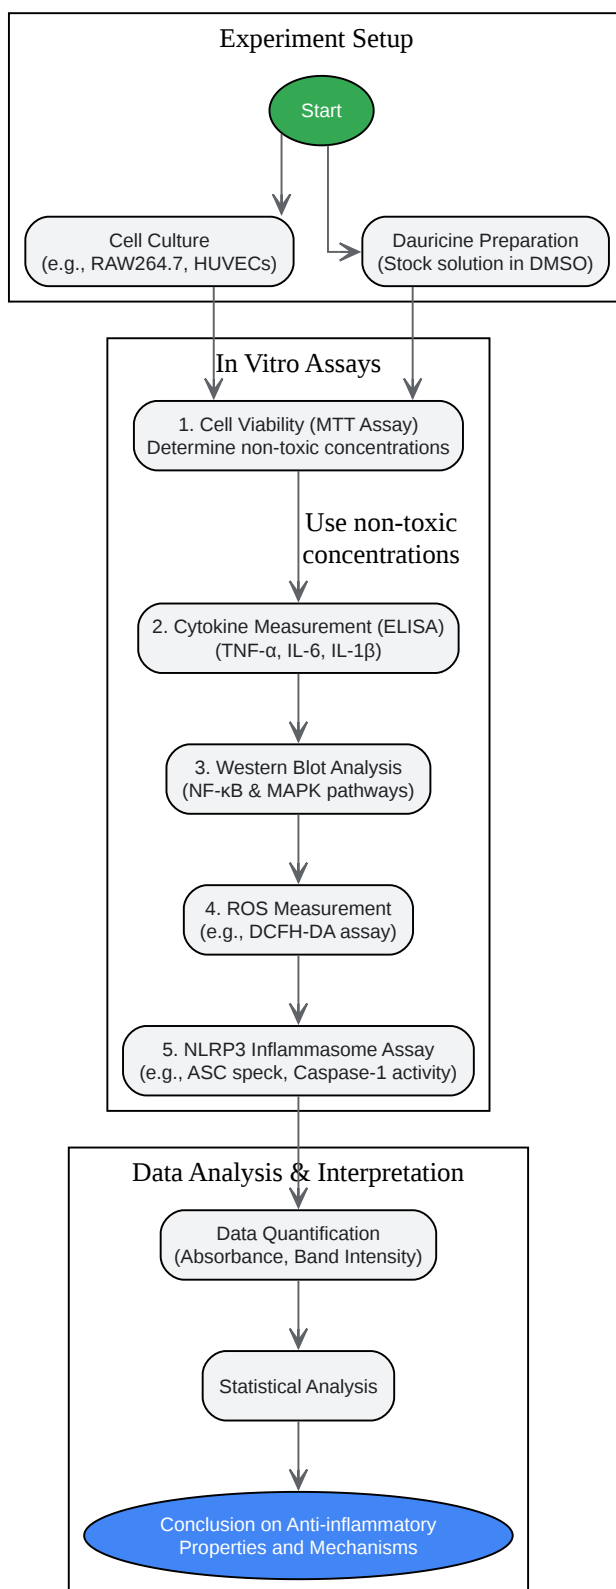 Experiment Setup
Start
Cell Culture
(e.g., RAW264.7, HUVECs)
Dauricine Preparation
(Stock solution in DMSO)
In Vitro Assays
1. Cell Viability (MTT Assay)
Determine non-toxic concentrations
Use non-toxic
concentrations
2. Cytokine Measurement (ELISA)
(TNF-α, IL-6, IL-1β)
3. Western Blot Analysis
(NF-κB & MAPK pathways)
4. ROS Measurement
(e.g., DCFH-DA assay)
5. NLRP3 Inflammasome Assay
(e.g., ASC speck, Caspase-1 activity)
Data Analysis & Interpretation
Data Quantification
(Absorbance, Band Intensity)
Statistical Analysis
Conclusion on Anti-inflammatory
Properties and Mechanisms